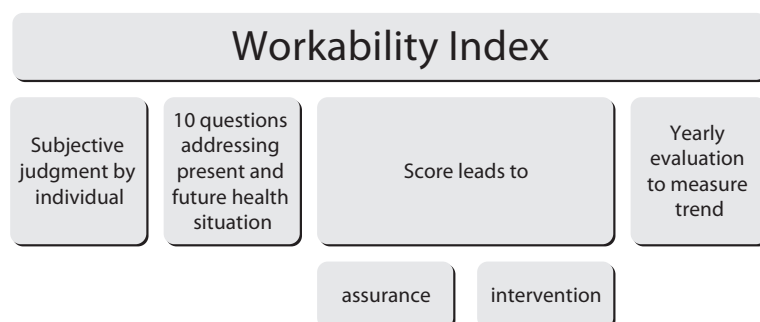 Workability Index
Subjective
judgment by
individual
10 questions
addressing
present and
future health
situation
Score leads to
Yearly
evaluation
to measure
trend
assurance
intervention